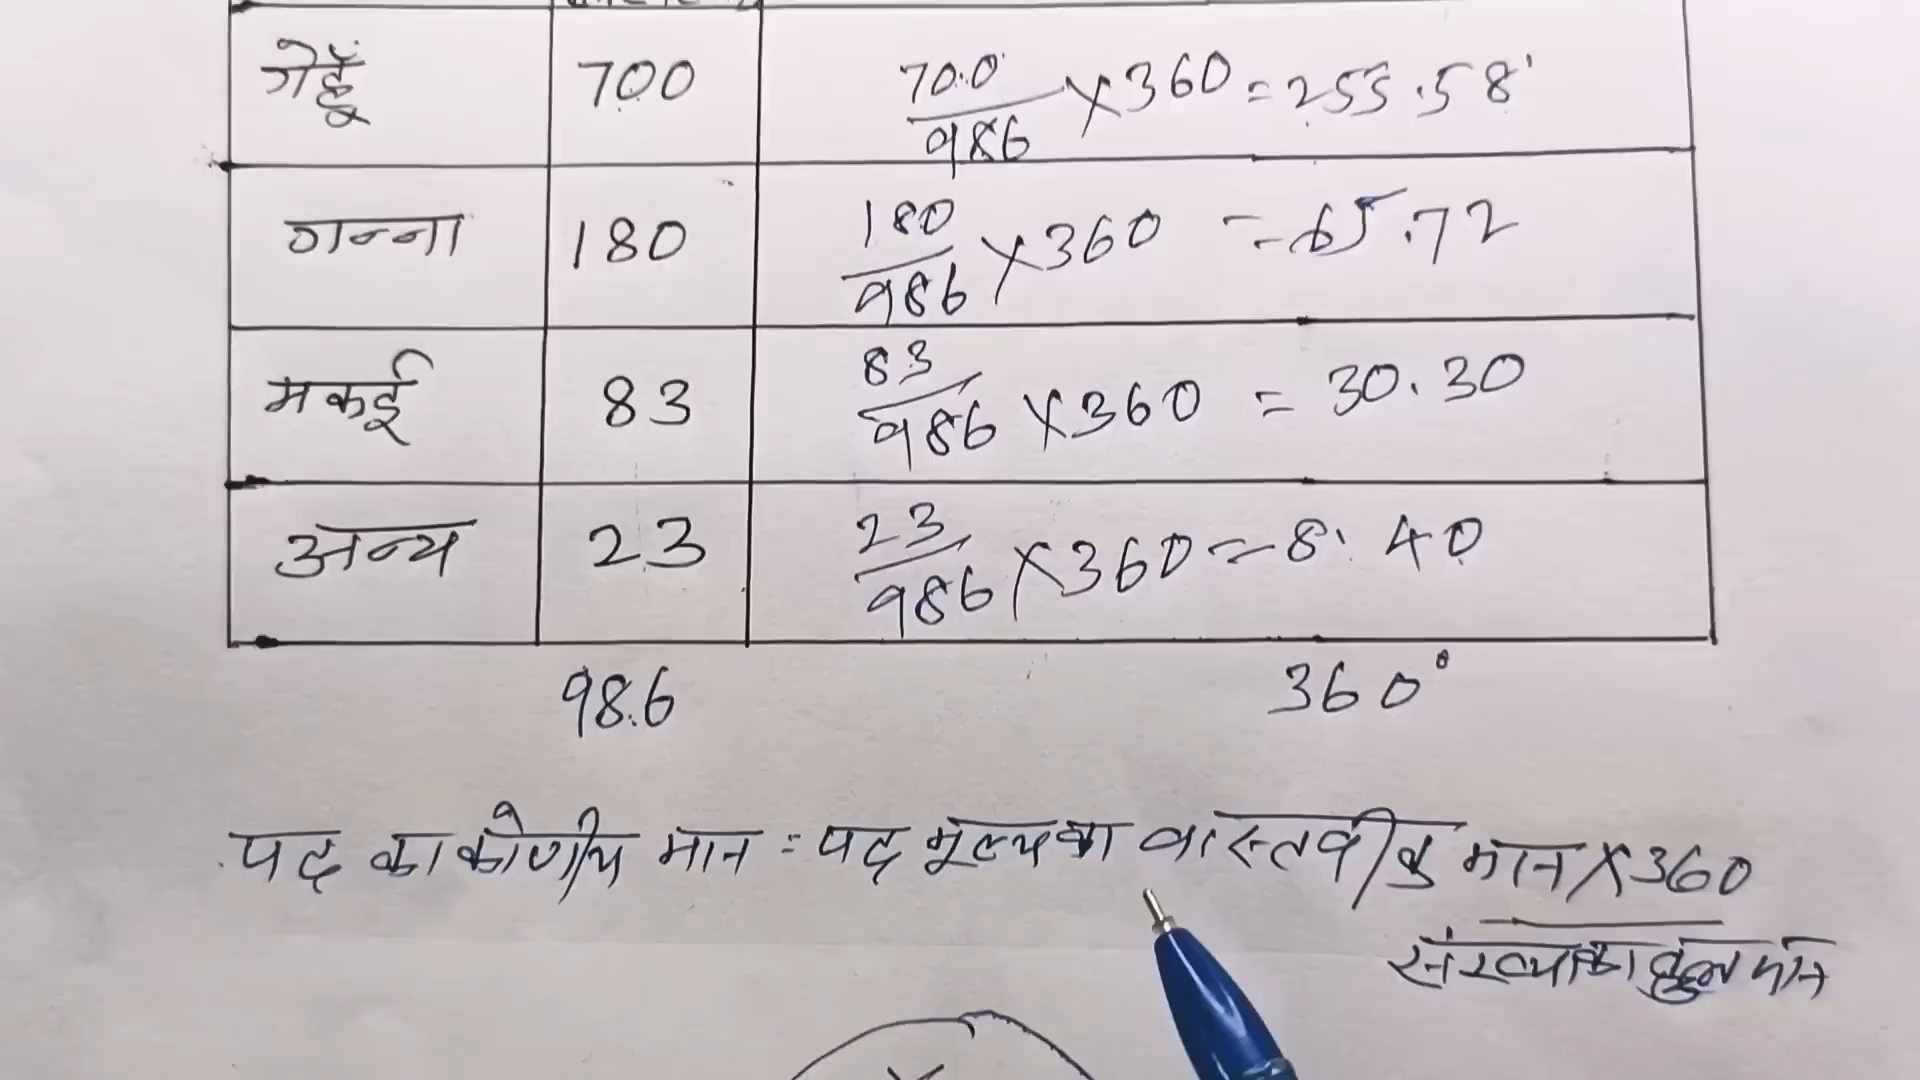 गेहूँ 700 700/986 X 360 = 255.58'
गन्ना 180 180/986 X 360 = 65.72
मकई 83 83/986 X 360 = 30.30
अन्य 23 23/986 X 360 = 8.40
986 360°
पद का कोणीय मान = पद मूल्य का वास्तवीक मान X 360
संख्या का कुल मान